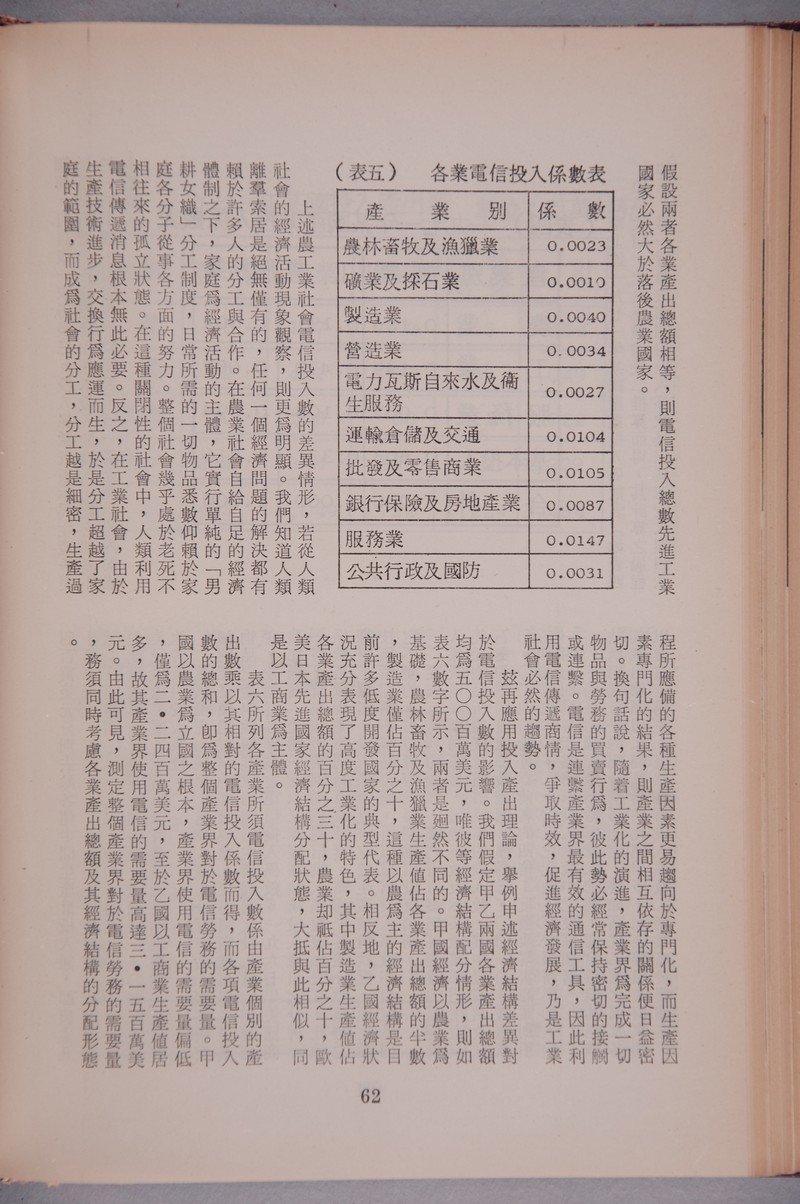 假設兩者各業產出總額相等，則電信投入總數先進工業
國家必然大於落後農業國家。
（表五）　各業電信投入係數表
產業別　係數
農林畜牧及漁獵業　0.0023
礦業及採石業　0.0019
製造業　0.0040
營造業　0.0034
電力瓦斯自來水及衛
生服務　0.0027
運輸倉儲及交通　0.0104
批發及零售商業　0.0105
銀行保險及房地產業　0.0087
服務業　0.0147
公共行政及國防　0.0031
上述農工業社會電信投入數的差異情形，若從人類
社會的經濟活動現象觀察，則更為明顯。我們知道人類
離羣索居是絕無僅有的，任何一個經濟問題的解決都有
賴於許多人的分工與合作。在農業社會自給自足的經濟
體制之下，家庭為經濟活動的主體，它實行單純的「男
耕女織」分工制度，日常所需的一切物品悉數仰賴於家
庭各分子從事各方面的努力。整個社會幾乎處於老死不
相往來的孤立狀態。在這種關閉性的社會中，人類利用
電信傳遞消息根本無此必要。反之，在工業社會，由於
生產技術進步，交換行為應運而生，於是分工超越了家
庭的範圍，而成為社會的分工，分工越是細密，生產過
程所應備的各種生產因素更易趨向於專門化，而生產因
素專門化的結果，則產業之間相互依存的關係便日益密
切。換句話說，隨着工業化的演進，產業界為完成一切
物品與勞務的買賣行為，彼此勢必經常保持密切的接觸
或連繫。電信是連繫產業界最有效的通信工具，因此利
用電信傳遞商情，爭取時效，促進經濟發展，乃是工業
社會必然的趨勢。
玆再應用投入產出理論，舉例申述經濟結構差異對
於電信投入數的影響。我們假定甲乙兩國各業產出總額
均為五〇〇百萬美元，唯彼等經濟結構配分情形，則如
表六數字所示，兩者是廻然不同的。甲國經濟以農業為
基礎，農林畜牧及漁獵業生產值佔各業產出總額的半數
，製造業僅佔百分之十，這種以農為主的經濟結構是目
前許多低度開發國家的典型代表。相反地，乙國經濟狀
況充分表現了高度工業化的特色，其中製造業生產值佔
各業產出總額的百分之三十，農業却祇佔百分之十，歐
美日本先進國家經濟結構分配狀態，大抵與此相似，同
是以工商業為主體。
表六所列各產業所須電信投入數係由產業個別的產
出數乘以其相對的電信投入係數而得，而各項電信投入
數的總和，卽為整個產業界對於電信勞務的需要量。甲
國以農業為立國之根本，產業界使用電信的需要量偏低
，僅為二•二四百萬美元，至於乙國以工商業生產值居
多，故其產業界使用電信的需要量高達三•一五百萬美
元。由此可見，測定整個產業界對於電信勞務的需要量
，務須同時考慮各業產出總額及其經濟結構的分配形態
。
62